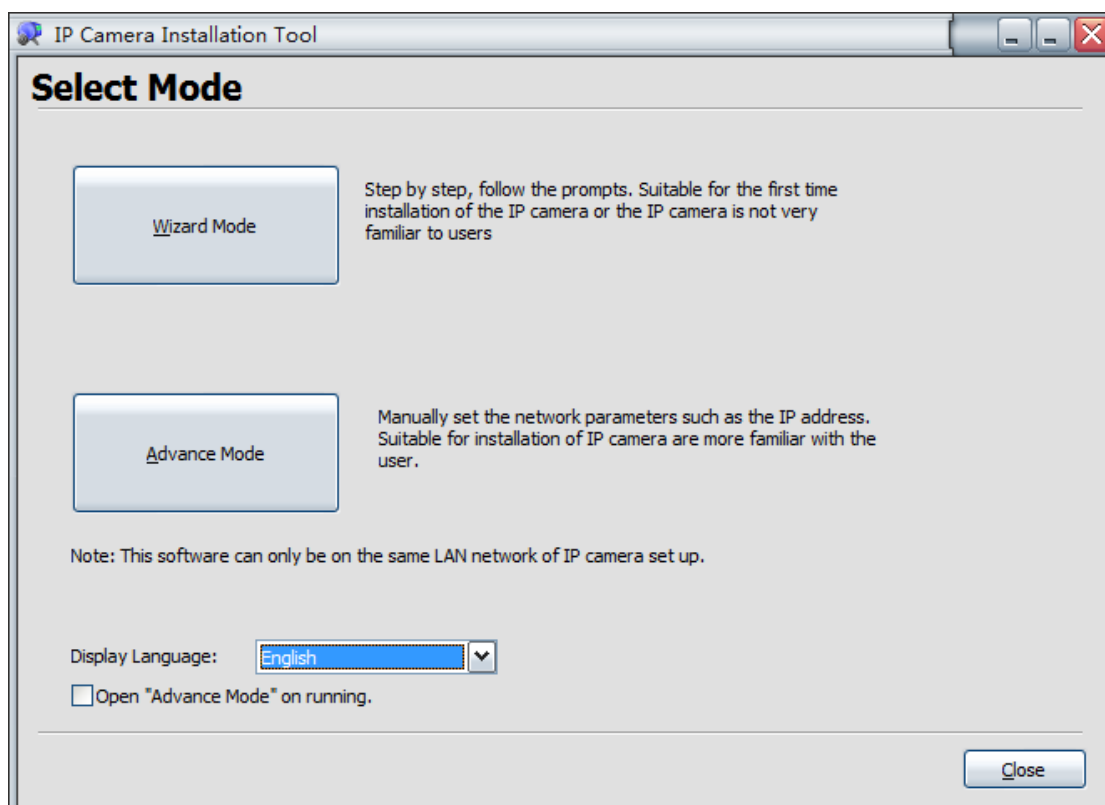 IP Camera Installation Tool
Select Mode
Wizard Mode
Step by step, follow the prompts. Suitable for the first time
installation of the IP camera or the IP camera is not very
familiar to users
Advance Mode
Manually set the network parameters such as the IP address.
Suitable for installation of IP camera are more familiar with the
user.
Note: This software can only be on the same LAN network of IP camera set up.
Display Language: English
Open "Advance Mode" on running.
Close